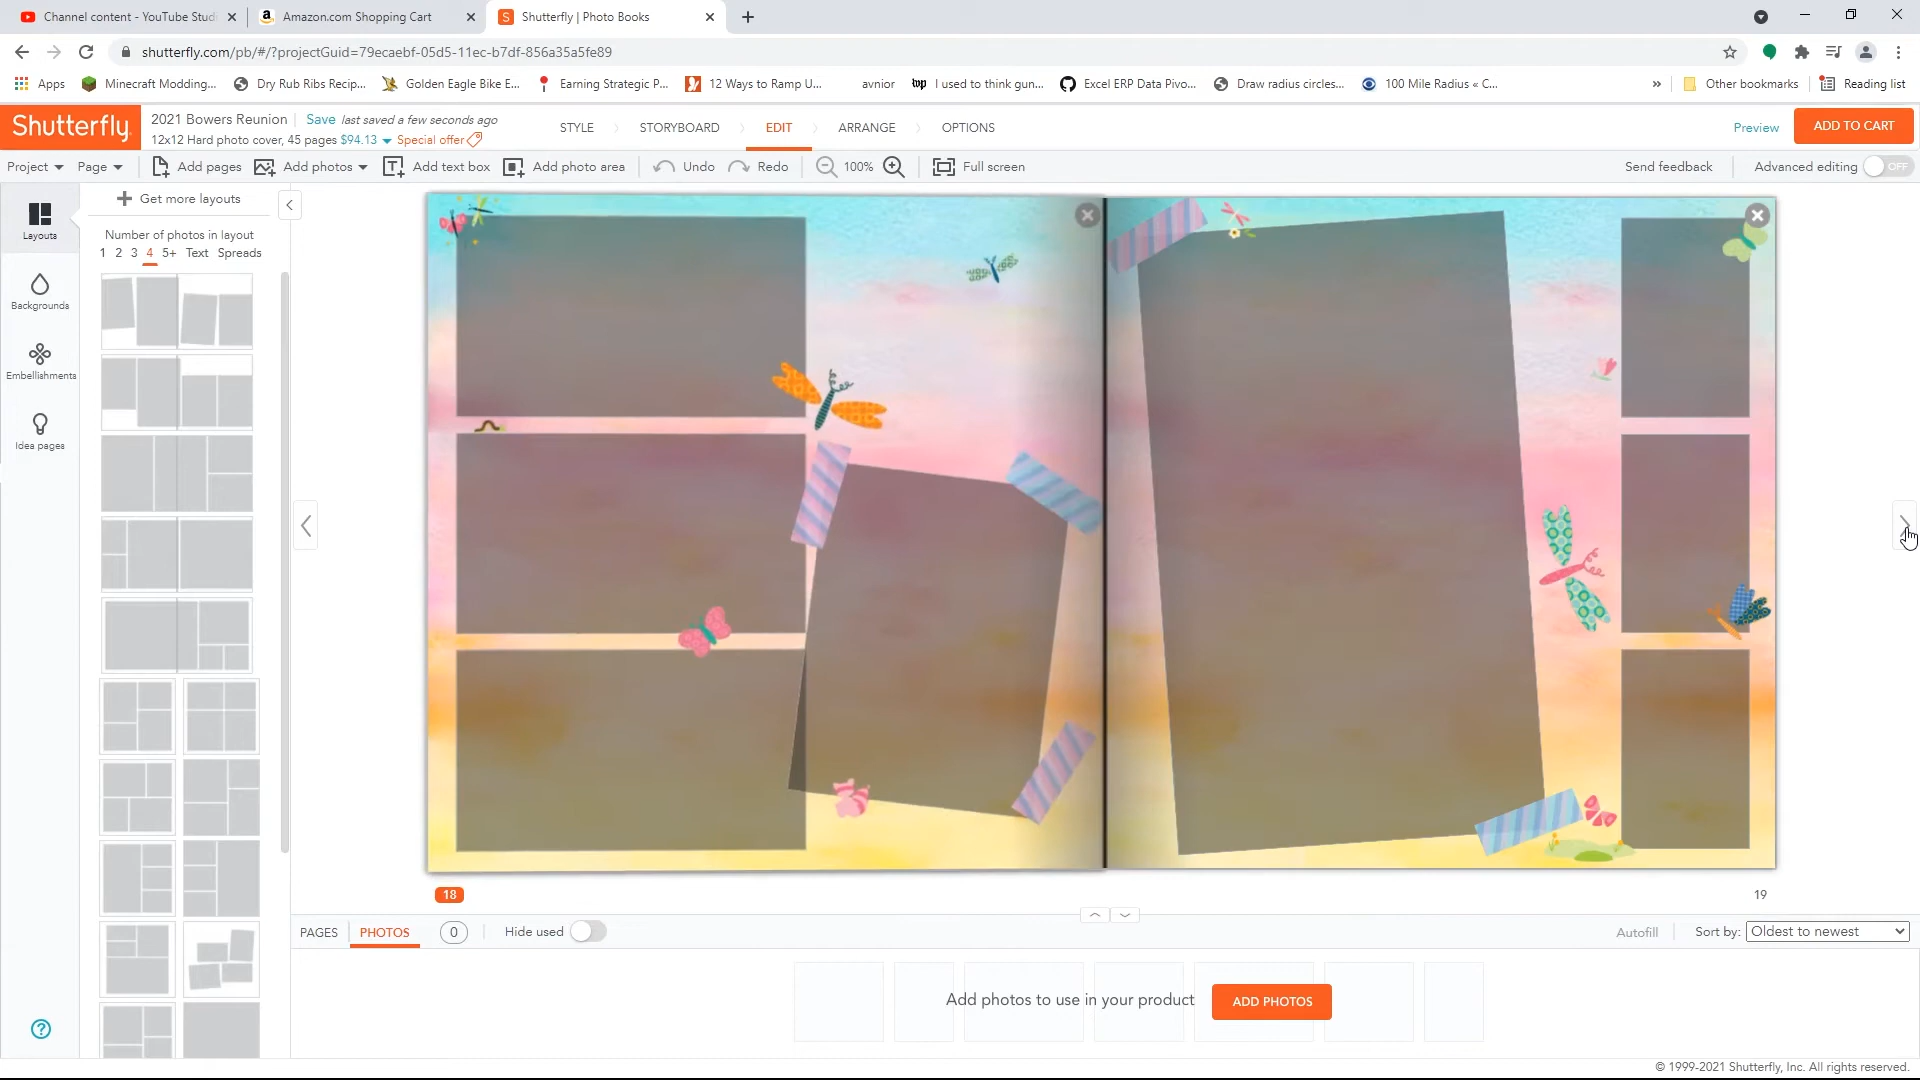 Channel content - YouTube Studi
Amazon.com Shopping Cart
Shutterfly | Photo Books
shutterfly.com/pb/#/?projectGuid=79ecaebf-05d5-11ec-b7df-856a35a5fe89
Apps
Minecraft Modding...
Dry Rub Ribs Recip...
Golden Eagle Bike E...
Earning Strategic P...
12 Ways to Ramp U...
avnior
I used to think gun...
Excel ERP Data Pivo...
Draw radius circles...
100 Mile Radius « C...
»
Other bookmarks
Reading list
Shutterfly
2021 Bowers Reunion
Save last saved a few seconds ago
12x12 Hard photo cover, 45 pages $94.13
Special offer
STYLE
STORYBOARD
EDIT
ARRANGE
OPTIONS
Preview
ADD TO CART
Project
Page
Add pages
Add photos
Add text box
Add photo area
Undo
Redo
100%
Full screen
Send feedback
Advanced editing
OFF
Layouts
Backgrounds
Embellishments
Idea pages
Get more layouts
Number of photos in layout
1 2 3 4 5+ Text Spreads
18
19
PAGES
PHOTOS
0
Hide used
Autofill
Sort by: Oldest to newest
Add photos to use in your product
ADD PHOTOS
© 1999-2021 Shutterfly, Inc. All rights reserved.